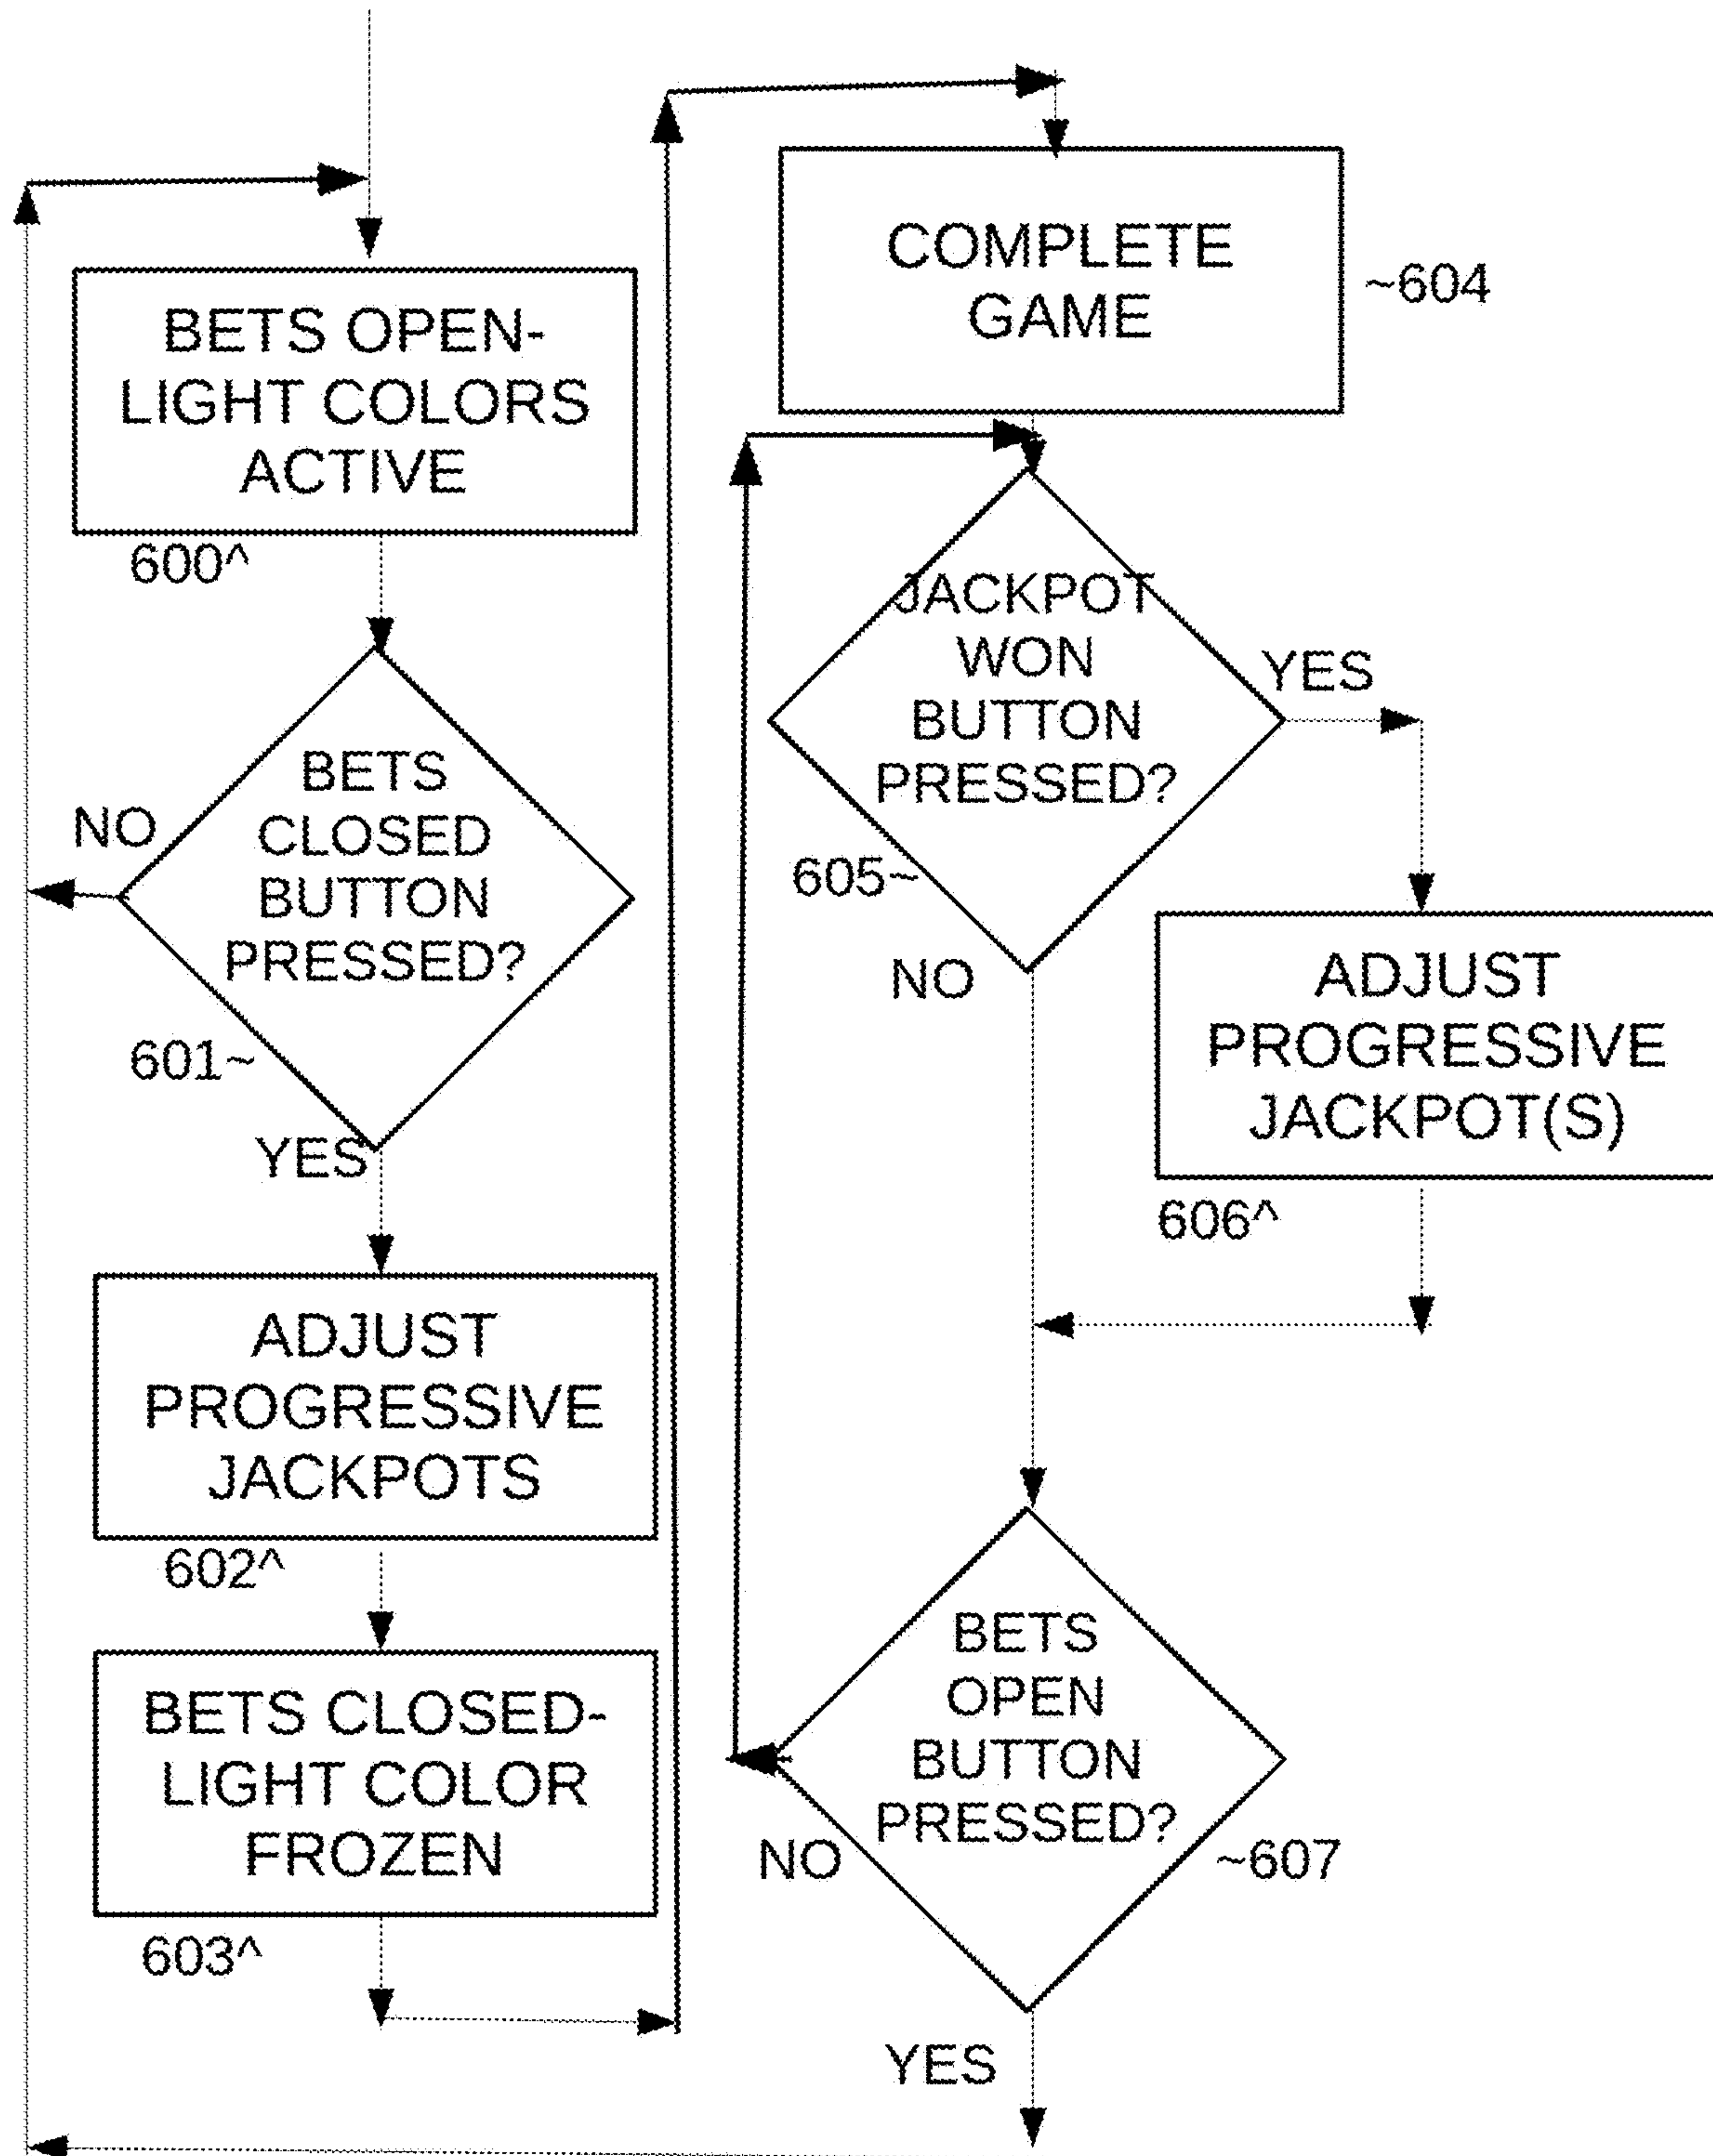 BETS OPEN-
LIGHT COLORS
ACTIVE
600^
BETS
CLOSED
BUTTON
PRESSED?
NO
601~
YES
ADJUST
PROGRESSIVE
JACKPOTS
602^
BETS CLOSED-
LIGHT COLOR
FROZEN
603^
COMPLETE
GAME
~604
JACKPOT
WON
BUTTON
PRESSED?
YES
605~
NO
ADJUST
PROGRESSIVE
JACKPOT(S)
606^
BETS
OPEN
BUTTON
PRESSED?
NO
~607
YES